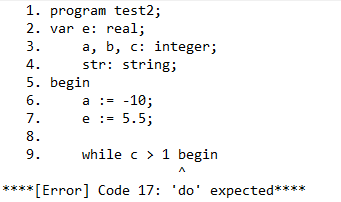 1. program test2;
2. var e: real;
3.     a, b, c: integer;
4.     str: string;
5. begin
6.     a := -10;
7.     e := 5.5;
8.
9.     while c > 1 begin
^
****[Error] Code 17: 'do' expected****